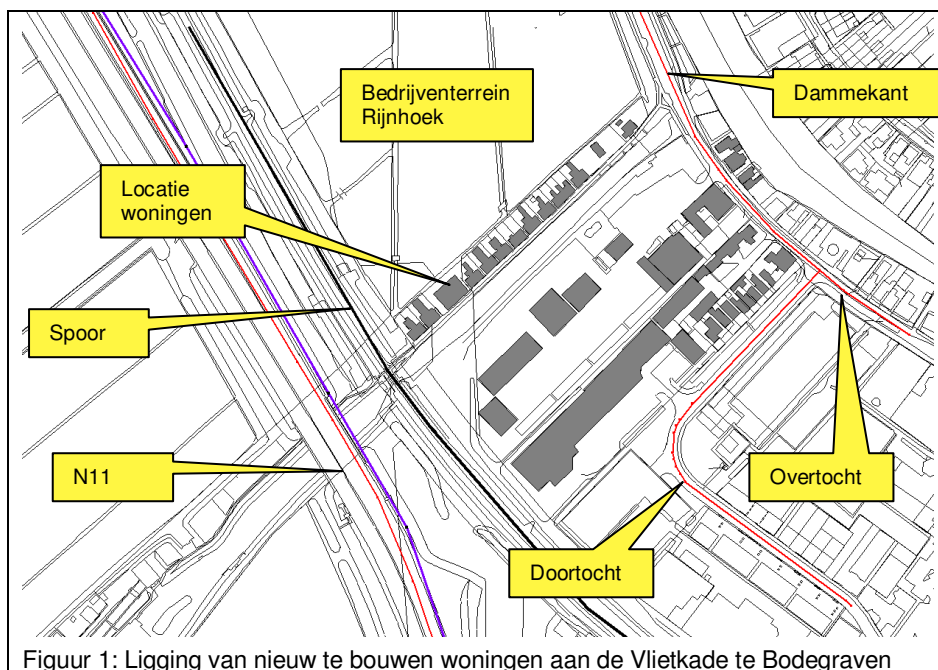 Bedrijventerrein
Rijnhoek
Dammekant
Locatie
woningen
Spoor
N11
Overtocht
Doortocht
Figuur 1: Ligging van nieuw te bouwen woningen aan de Vlietkade te Bodegraven